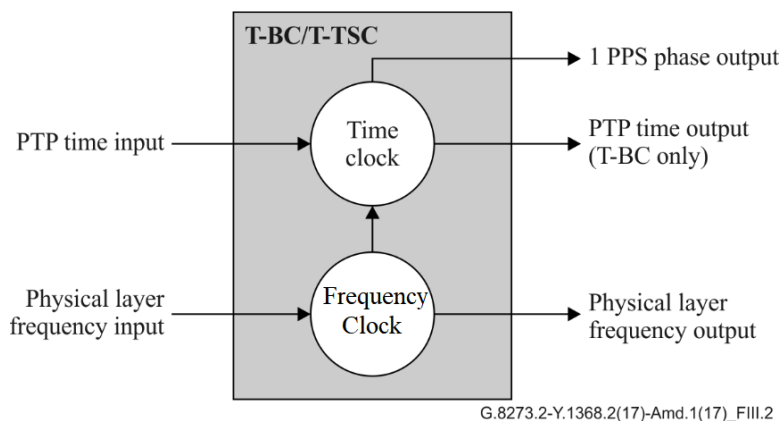 T-BC/T-TSC
1 PPS phase output
PTP time input
Time
clock
PTP time output
(T-BC only)
Physical layer
frequency input
Frequency
Clock
Physical layer
frequency output
G.8273.2-Y.1368.2(17)-Amd.1(17)_FIII.2